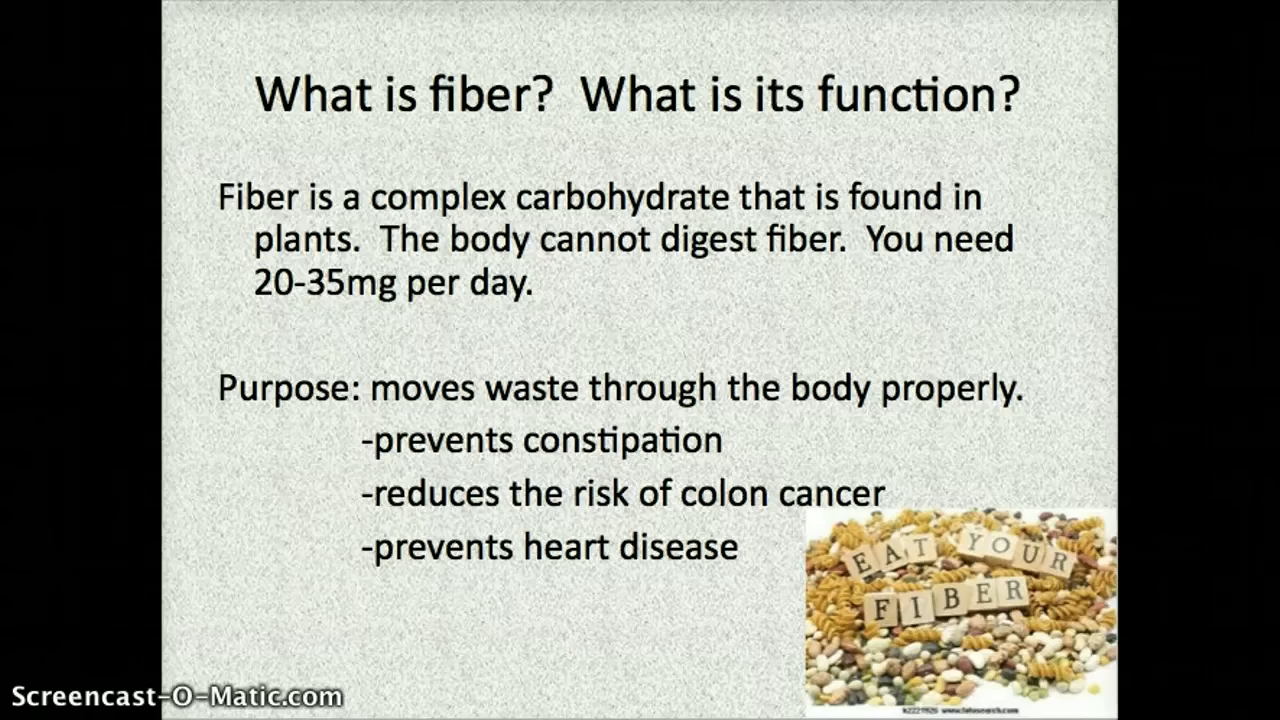 What is fiber?  What is its function?
Fiber is a complex carbohydrate that is found in
plants.  The body cannot digest fiber.  You need
20-35mg per day.
Purpose: moves waste through the body properly.
-prevents constipation
-reduces the risk of colon cancer
-prevents heart disease
EAT YOUR
FIBER
Screencast-O-Matic.com